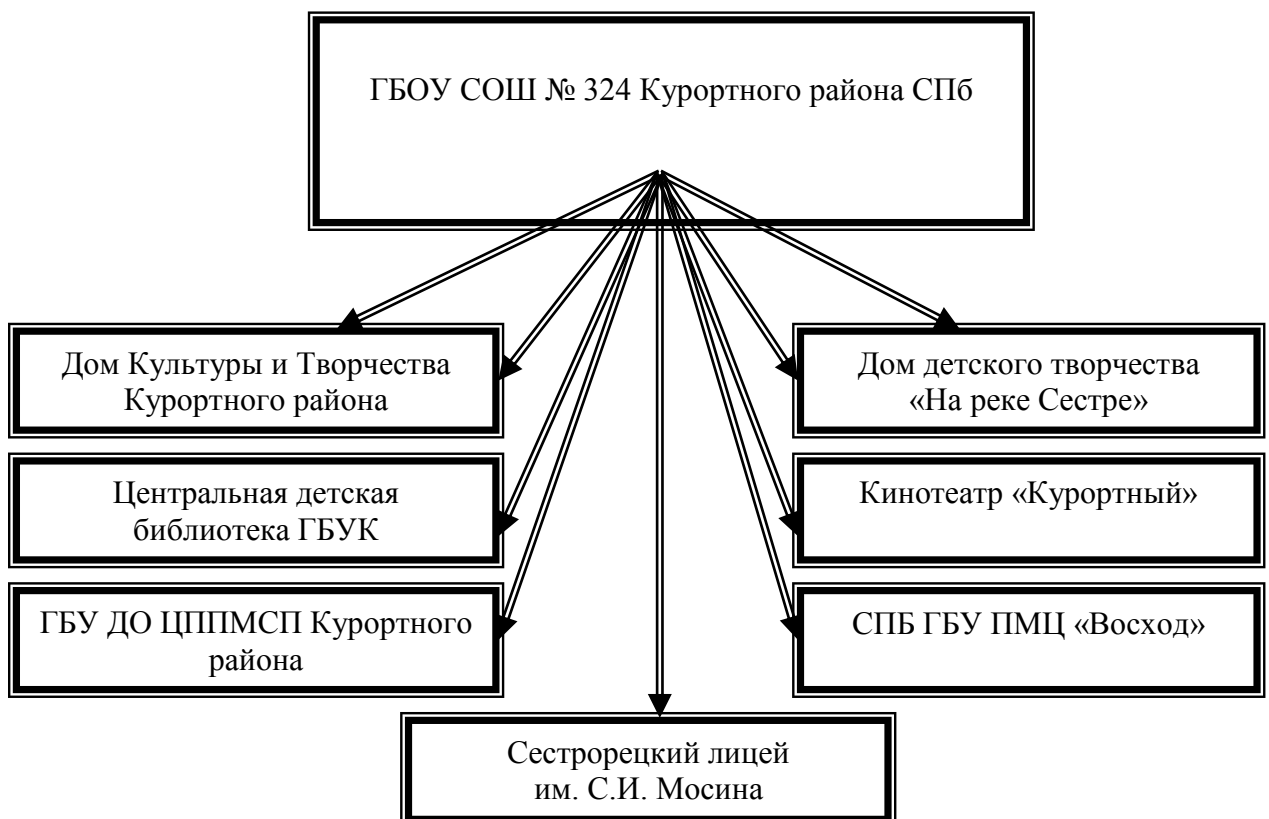 ГБОУ СОШ № 324 Курортного района СПб
Дом Культуры и Творчества
Курортного района
Дом детского творчества
«На реке Сестре»
Центральная детская
библиотека ГБУК
Кинотеатр «Курортный»
ГБУ ДО ЦППМСП Курортного
района
СПБ ГБУ ПМЦ «Восход»
Сестрорецкий лицей
им. С.И. Мосина